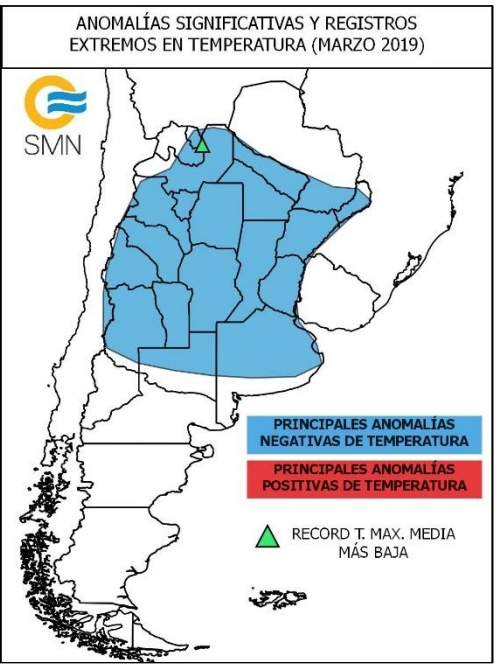 ANOMALÍAS SIGNIFICATIVAS Y REGISTROS
EXTREMOS EN TEMPERATURA (MARZO 2019)
SMN
PRINCIPALES ANOMALÍAS
NEGATIVAS DE TEMPERATURA
PRINCIPALES ANOMALÍAS
POSITIVAS DE TEMPERATURA
RECORD T. MAX. MEDIA
MÁS BAJA